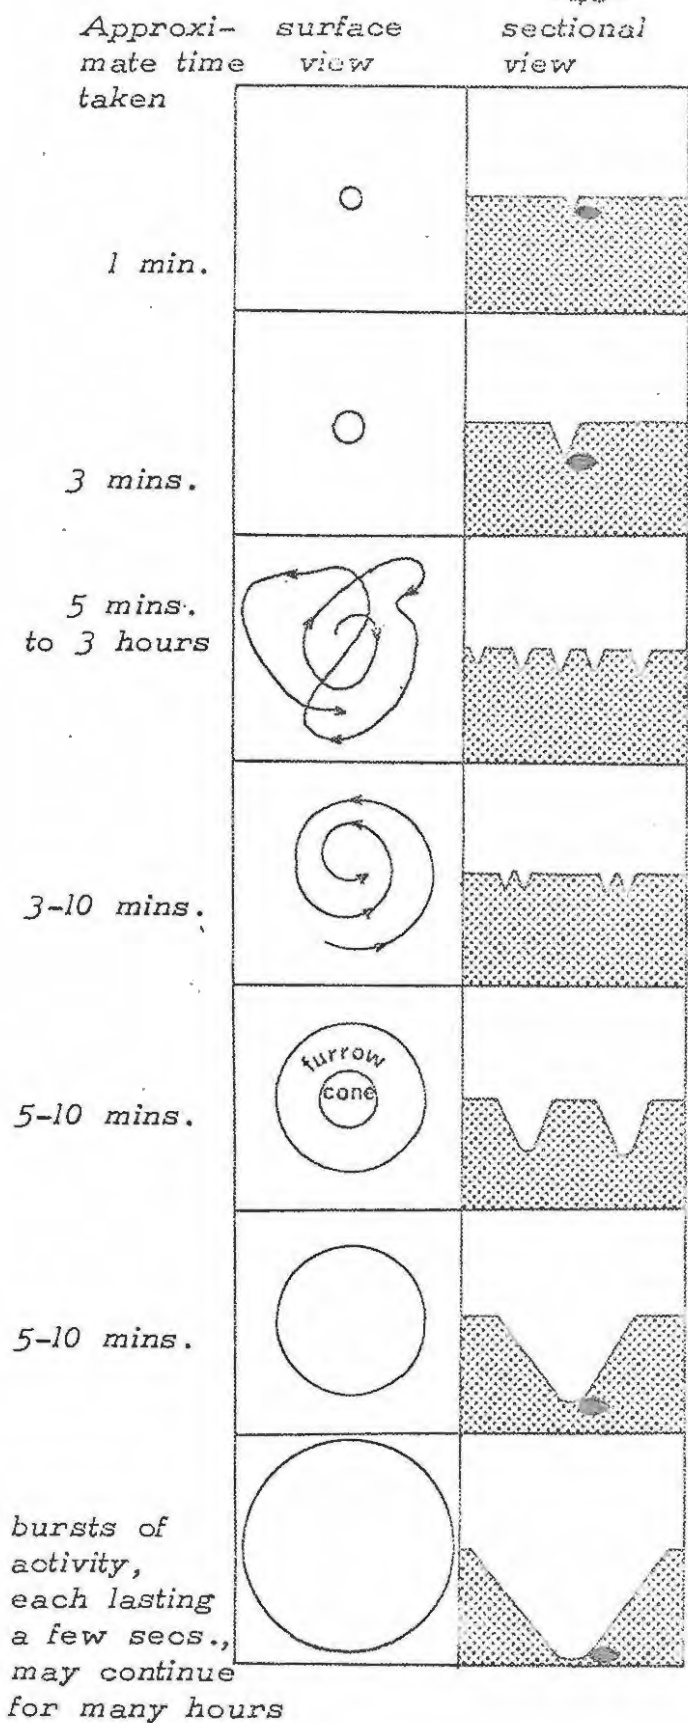 Approxi-
mate time
taken
surface
view
sectional
view
1 min.
3 mins.
5 mins.
to 3 hours
3-10 mins.
furrow
cone
5-10 mins.
5-10 mins.
bursts of
activity,
each lasting
a few secs.,
may continue
for many hours